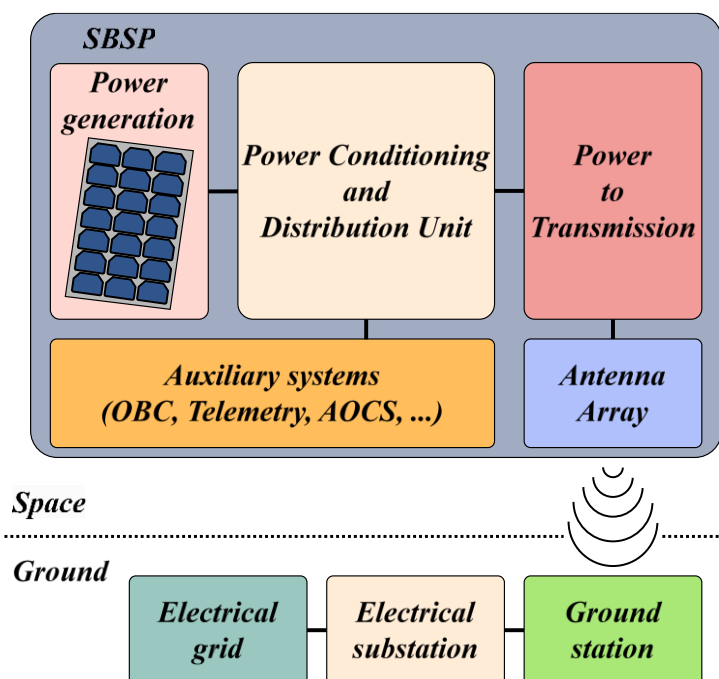 SBSP
Power
generation
Power Conditioning
and
Distribution Unit
Power
to
Transmission
Auxiliary systems
(OBC, Telemetry, AOCS, ...)
Antenna
Array
Space
Ground
Electrical
grid
Electrical
substation
Ground
station